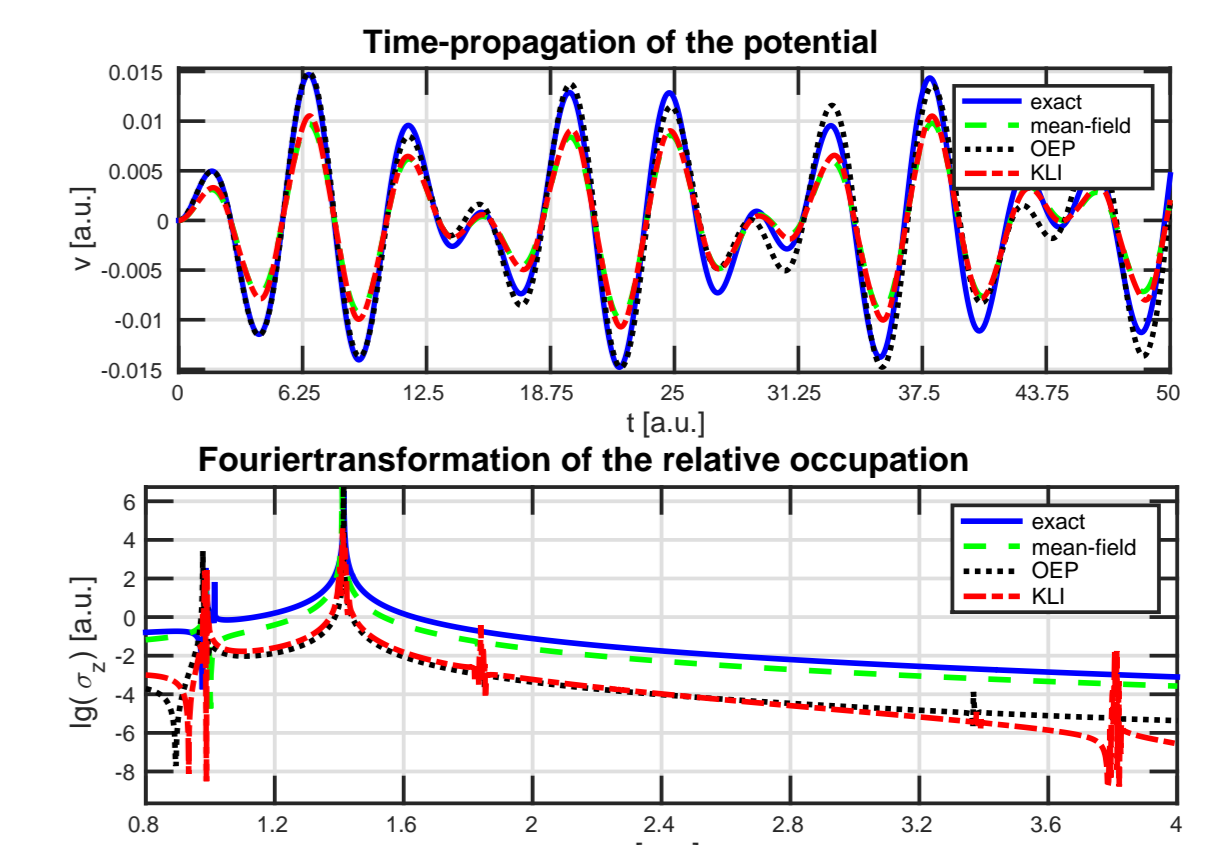 Time-propagation of the potential
0.015
0.01
0.005
0
-0.005
-0.01
-0.015
v [a.u.]
exact
mean-field
OEP
KLI
0 6.25 12.5 18.75 25 31.25 37.5 43.75 50
t [a.u.]
Fouriertransformation of the relative occupation
6
4
2
0
-2
-4
-6
-8
lg( σz) [a.u.]
exact
mean-field
OEP
KLI
0.8 1.2 1.6 2 2.4 2.8 3.2 3.6 4